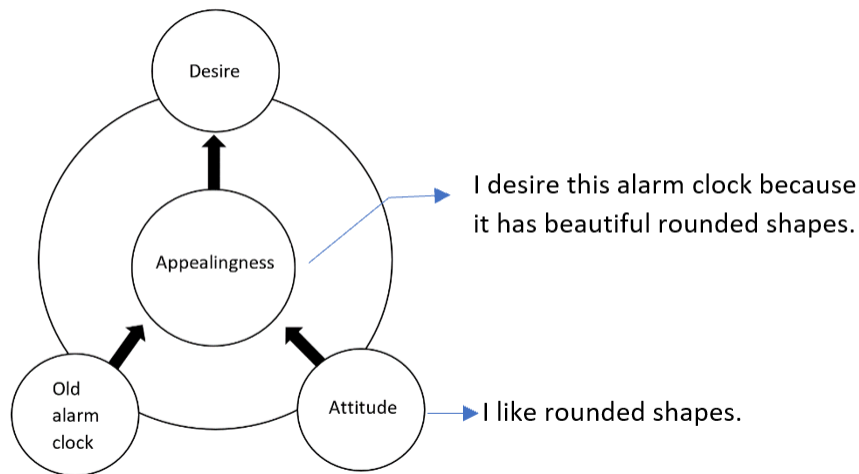 Desire
I desire this alarm clock because
it has beautiful rounded shapes.
Appealingness
Old
alarm
clock
Attitude
I like rounded shapes.